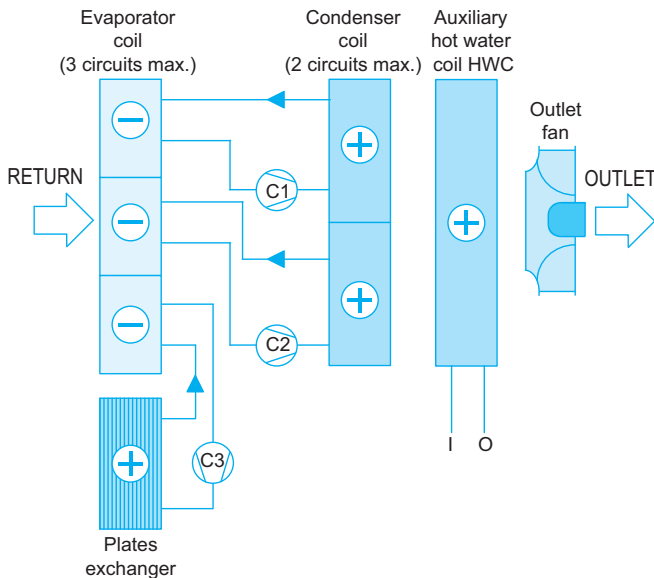 Evaporator
coil
(3 circuits max.)
Condenser
coil
(2 circuits max.)
Auxiliary
hot water
coil HWC
Outlet
fan
RETURN
OUTLET
C1
C2
C3
I O
Plates
exchanger